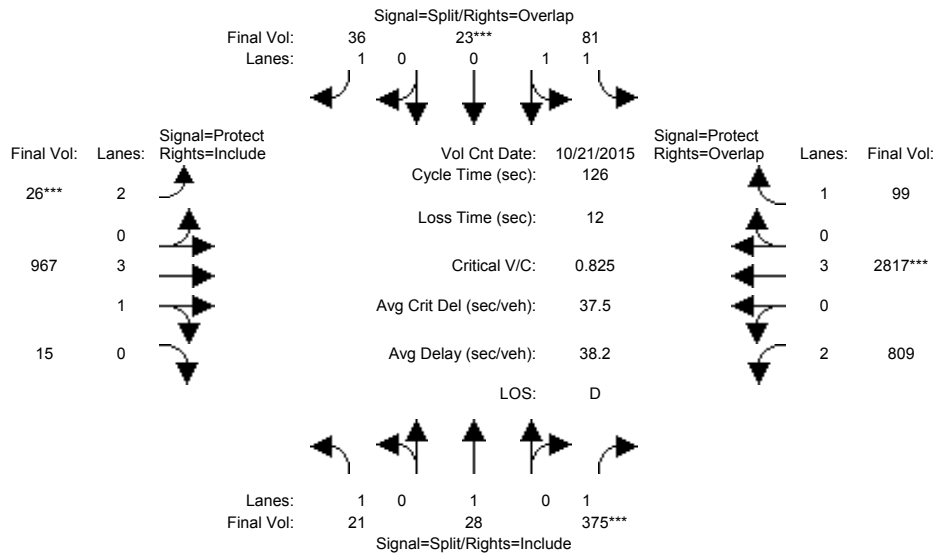 Signal=Split/Rights=Overlap
Final Vol: 36 23*** 81
Lanes: 1 0 0 1 1
Signal=Protect Signal=Protect
Final Vol: Lanes: Rights=Include Vol Cnt Date: 10/21/2015 Rights=Overlap Lanes: Final Vol:
Cycle Time (sec): 126
26*** 2 1 99
Loss Time (sec): 12
0 0
967 3 Critical V/C: 0.825 3 2817***
1 Avg Crit Del (sec/veh): 37.5 0
15 0 Avg Delay (sec/veh): 38.2 2 809
LOS: D
Lanes: 1 0 1 0 1
Final Vol: 21 28 375***
Signal=Split/Rights=Include